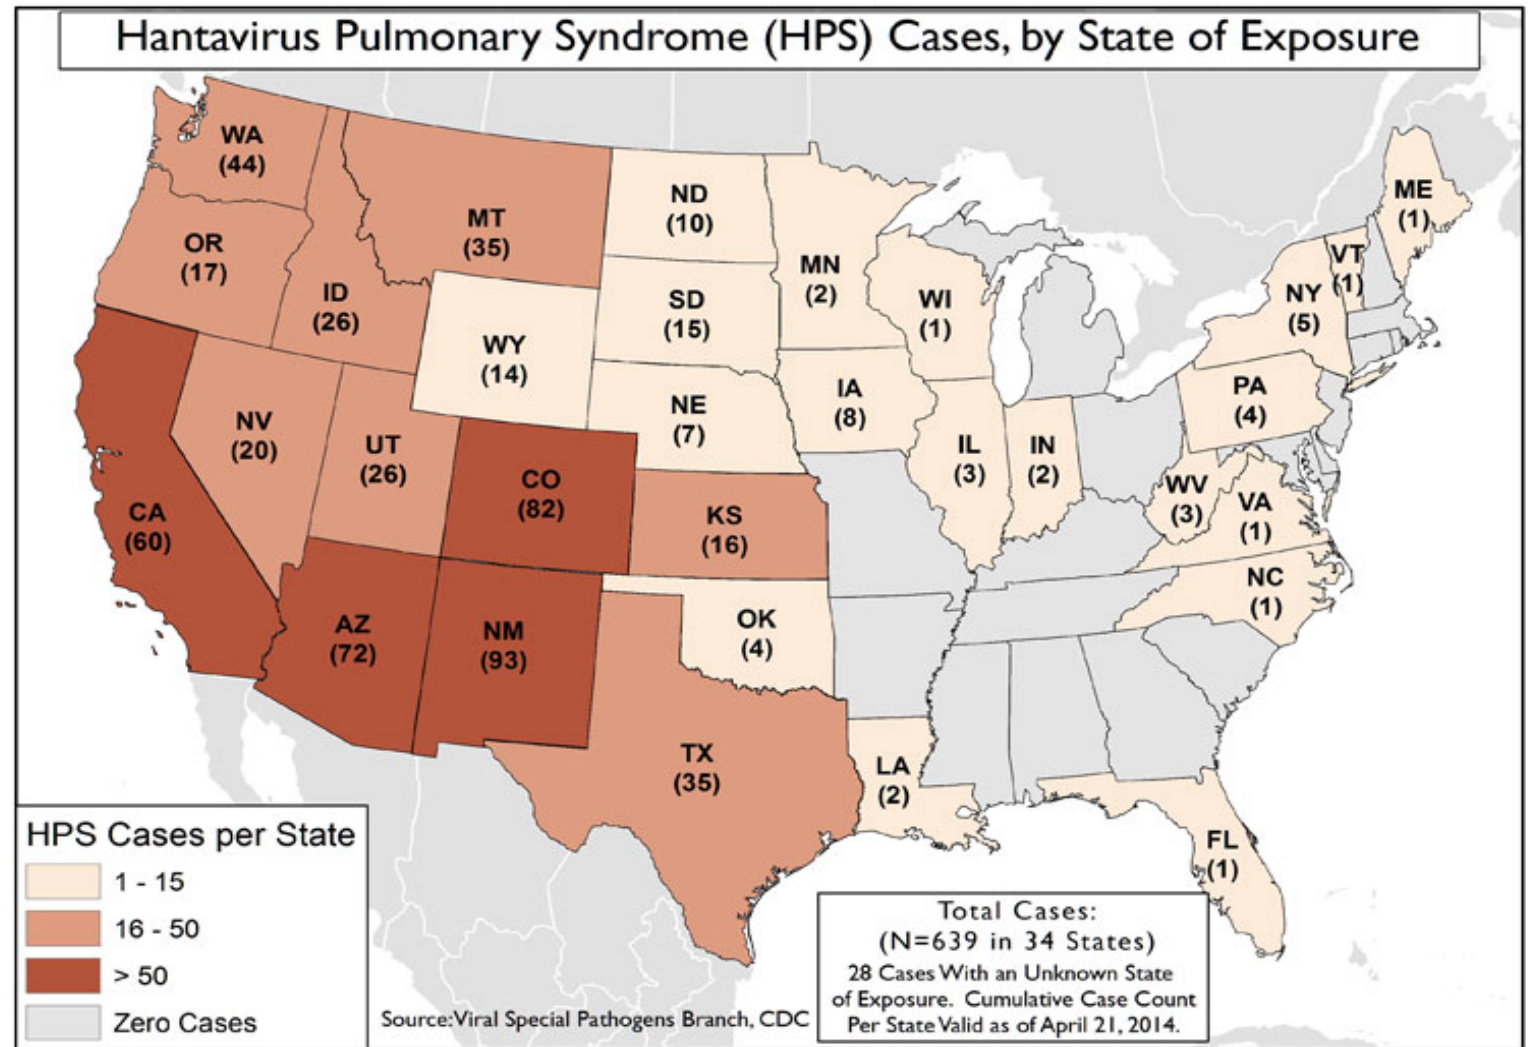 Hantavirus Pulmonary Syndrome (HPS) Cases, by State of Exposure
WA
(44)
OR
(17)
ID
(26)
MT
(35)
ND
(10)
MN
(2)
WI
(1)
ME
(1)
VT
(1)
NY
(5)
SD
(15)
WY
(14)
NE
(7)
IA
(8)
PA
(4)
NV
(20)
UT
(26)
CO
(82)
KS
(16)
IL
(3)
IN
(2)
WV
(3)
VA
(1)
NC
(1)
CA
(60)
AZ
(72)
NM
(93)
OK
(4)
TX
(35)
LA
(2)
FL
(1)
HPS Cases per State
1 - 15
16 - 50
> 50
Zero Cases
Source:Viral Special Pathogens Branch, CDC
Total Cases:
(N=639 in 34 States)
28 Cases With an Unknown State
of Exposure. Cumulative Case Count
Per State Valid as of April 21, 2014.